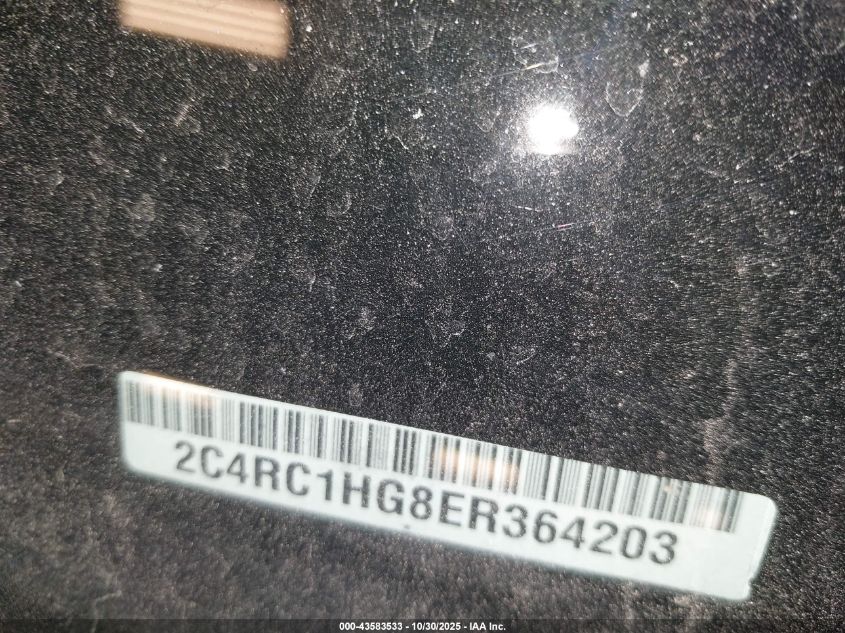 2C4RC1HG8ER364203
000-43583533 - 10/30/2025 - IAA Inc.